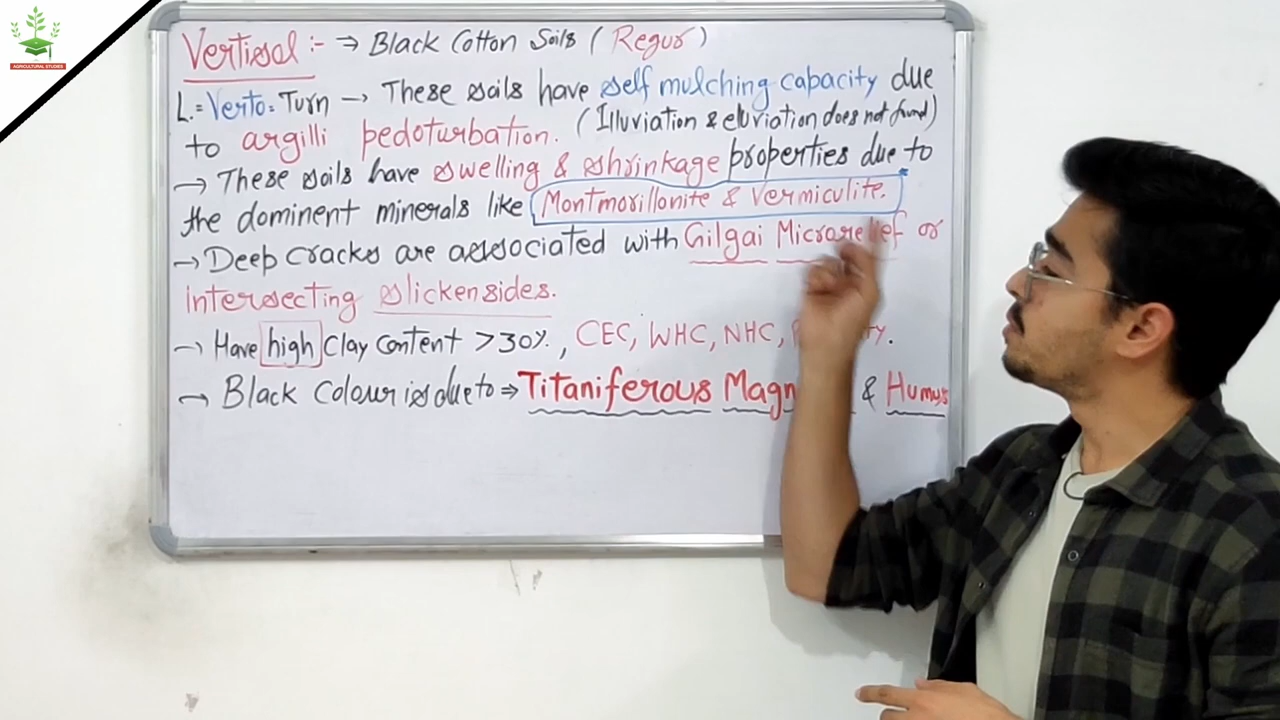 AGRICULTURAL STUDIES
Vertisol :- → Black Cotton Soils ( Regur )
L.= Verto = Turn → These soils have self mulching capacity due
to argilli pedoturbation. (Illuviation & eluviation does not found)
→ These soils have swelling & shrinkage properties due to
the dominent minerals like Montmorillonite & Vermiculite.
→ Deep cracks are associated with Gilgai Microrelief or
intersecting slickensides.
→ Have high Clay content >30%., CEC, WHC, NHC,
→ Black Colour is due to ⇒ Titaniferous & Humus